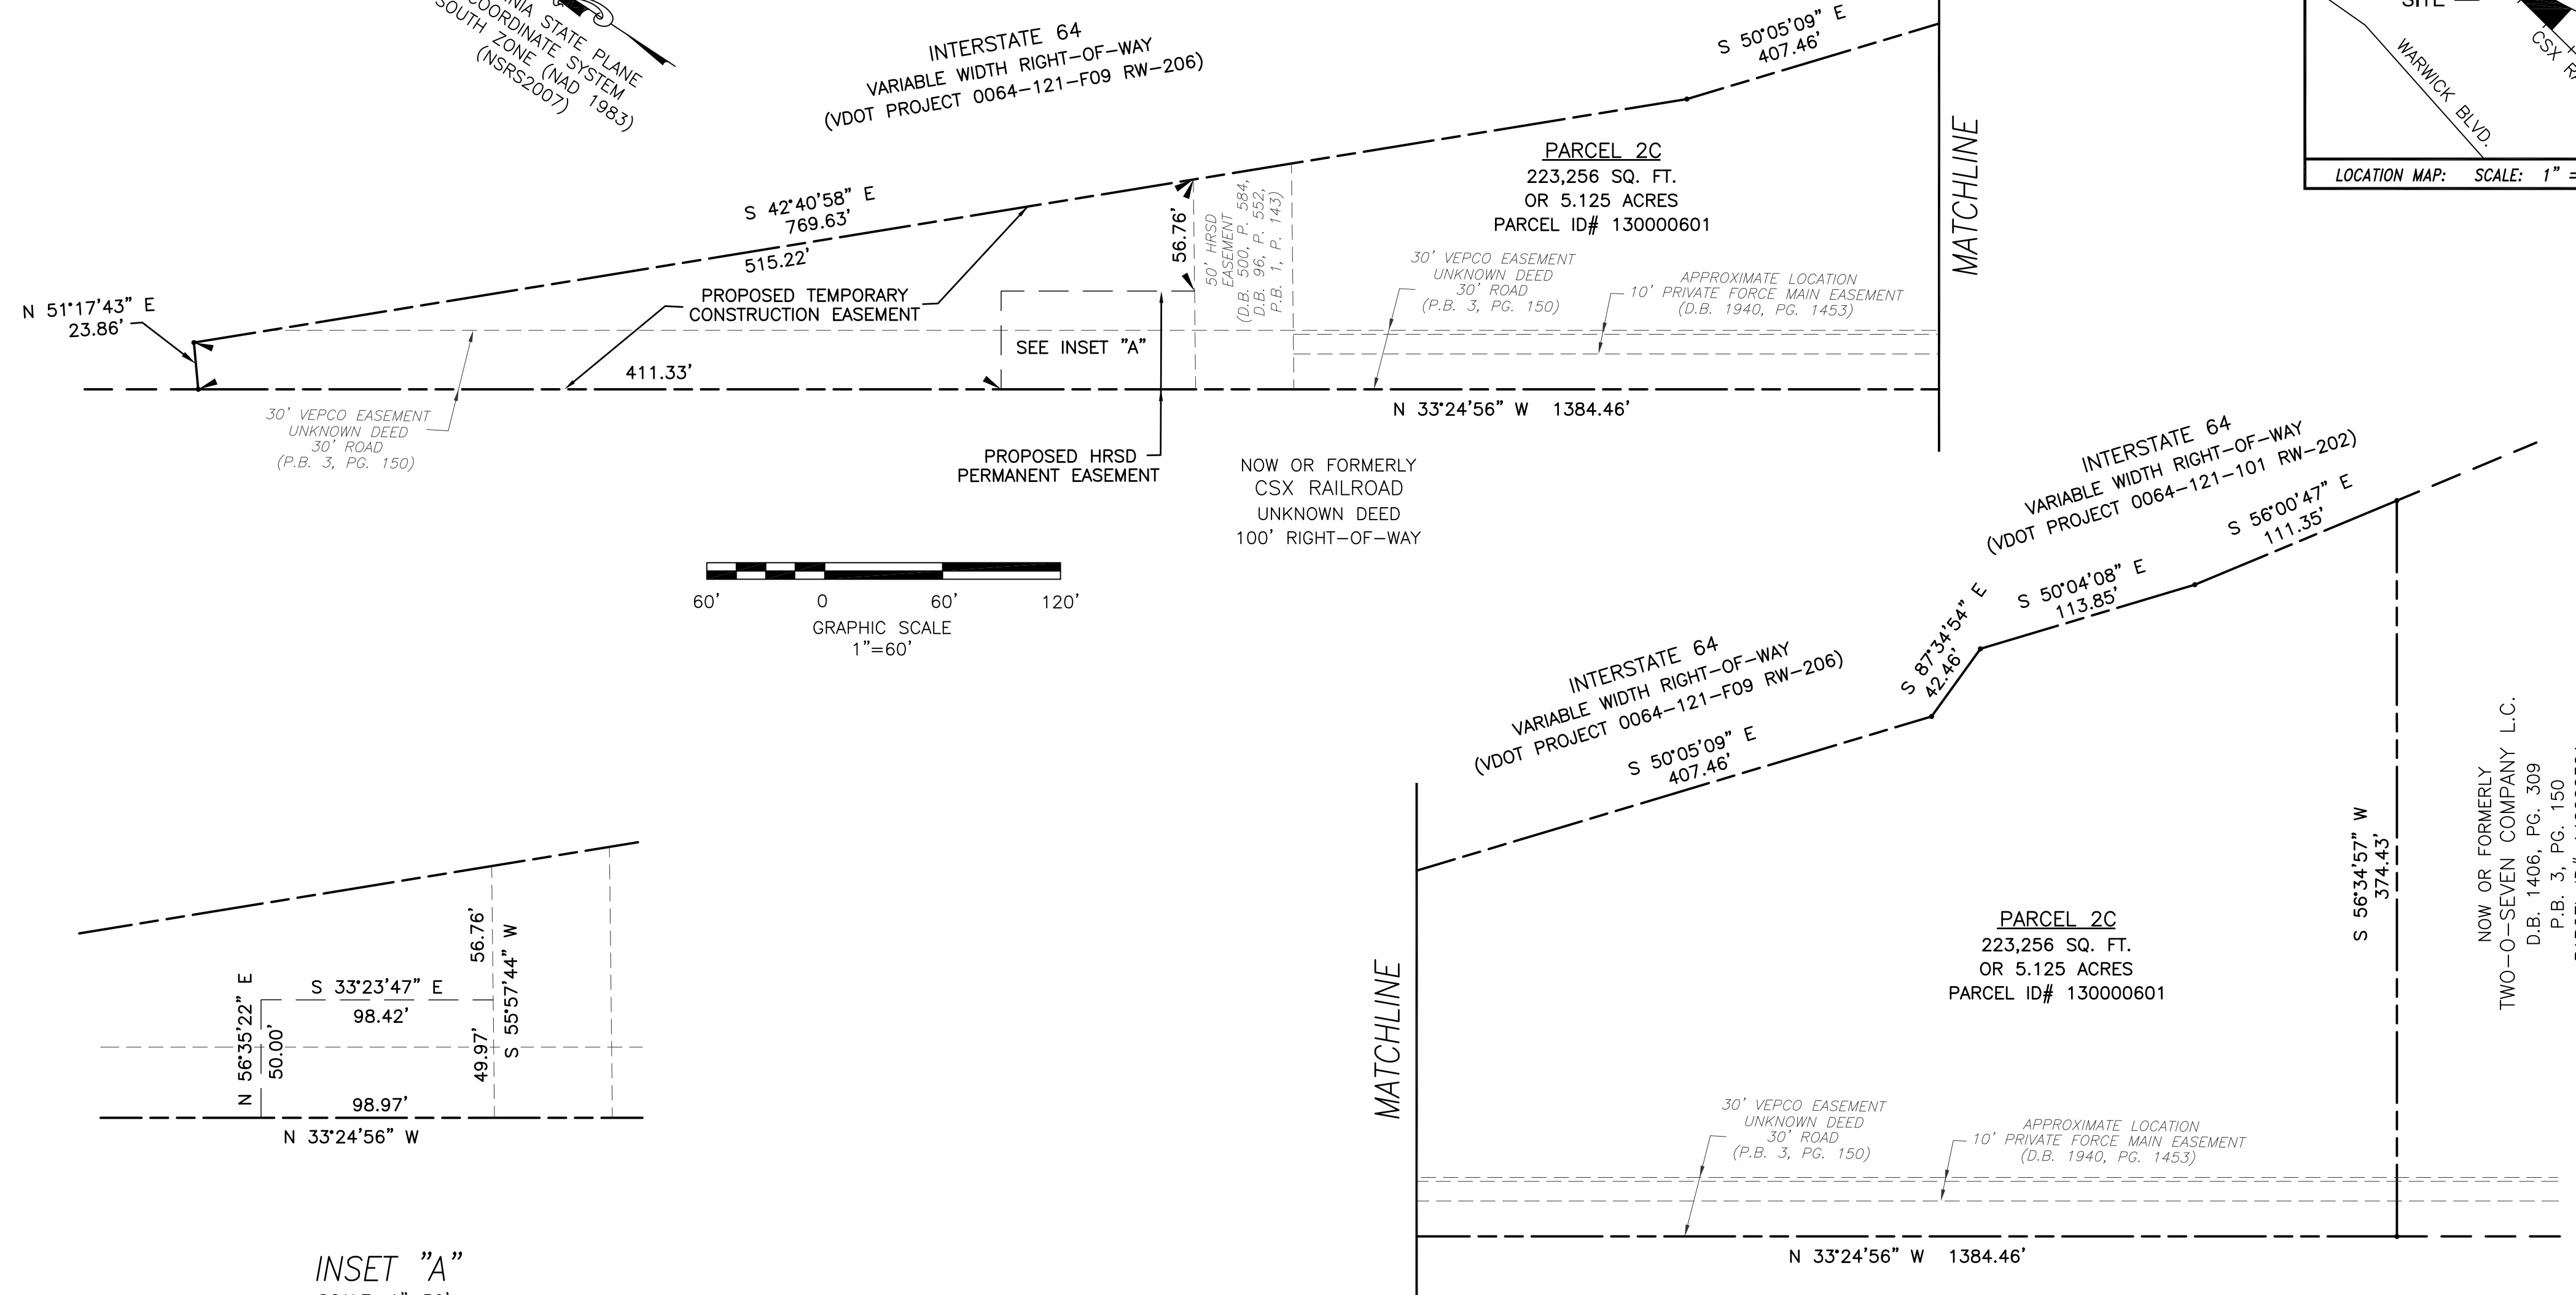 STATE PLANE
COORDINATE SYSTEM
SOUTH ZONE (NAD 1983)
(NSRS2007)
INTERSTATE 64
VARIABLE WIDTH RIGHT-OF-WAY
(VDOT PROJECT 0064-121-F09 RW-206)
S 50°05'09" E
407.46'
SITE
WARWICK BLVD.
CSX
LOCATION MAP: SCALE: 1" =
MATCHLINE
PARCEL 2C
223,256 SQ. FT.
OR 5.125 ACRES
PARCEL ID# 130000601
S 42°40'58" E
769.63'
515.22'
56.76'
50' HRSD
EASEMENT
(D.B. 500, P. 584,
D.B. 96, P. 552,
P.B. 1, P. 143)
30' VEPCO EASEMENT
UNKNOWN DEED
30' ROAD
(P.B. 3, PG. 150)
APPROXIMATE LOCATION
10' PRIVATE FORCE MAIN EASEMENT
(D.B. 1940, PG. 1453)
N 51°17'43" E
23.86'
PROPOSED TEMPORARY
CONSTRUCTION EASEMENT
SEE INSET "A"
411.33'
N 33°24'56" W 1384.46'
30' VEPCO EASEMENT
UNKNOWN DEED
30' ROAD
(P.B. 3, PG. 150)
PROPOSED HRSD
PERMANENT EASEMENT
NOW OR FORMERLY
CSX RAILROAD
UNKNOWN DEED
100' RIGHT-OF-WAY
60' 0 60' 120'
GRAPHIC SCALE
1"=60'
INTERSTATE 64
VARIABLE WIDTH RIGHT-OF-WAY
(VDOT PROJECT 0064-121-101 RW-202)
S 56°00'47" E
111.35'
S 50°04'08" E
113.85'
S 87°34'54" E
42.46'
INTERSTATE 64
VARIABLE WIDTH RIGHT-OF-WAY
(VDOT PROJECT 0064-121-F09 RW-206)
S 50°05'09" E
407.46'
MATCHLINE
PARCEL 2C
223,256 SQ. FT.
OR 5.125 ACRES
PARCEL ID# 130000601
S 56°34'57" W
374.43'
NOW OR FORMERLY
TWO-O-SEVEN COMPANY L.C.
D.B. 1406, PG. 309
P.B. 3, PG. 150
30' VEPCO EASEMENT
UNKNOWN DEED
30' ROAD
(P.B. 3, PG. 150)
APPROXIMATE LOCATION
10' PRIVATE FORCE MAIN EASEMENT
(D.B. 1940, PG. 1453)
N 33°24'56" W 1384.46'
56.76'
S 55°57'44" W
49.97'
S 33°23'47" E
98.42'
N 56°35'22" E
50.00'
98.97'
N 33°24'56" W
INSET "A"